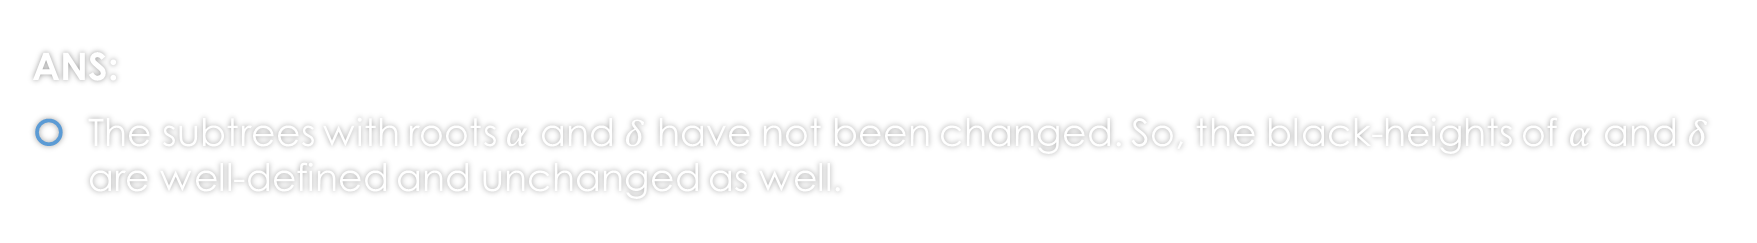 ANS:
The subtrees with roots 𝛼 and 𝛿 have not been changed. So, the black-heights of 𝛼 and 𝛿
are well-defined and unchanged as well.